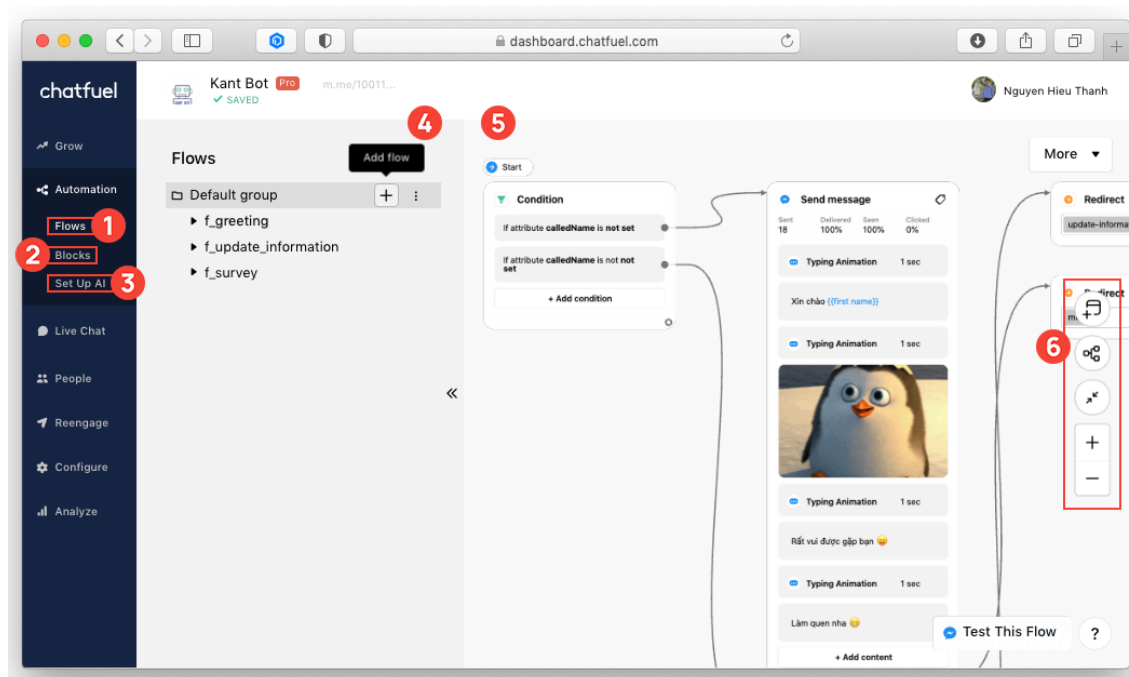 dashboard.chatfuel.com
chatfuel
Kant Bot Pro
m.me/10011...
SAVED
Nguyen Hieu Thanh
Grow
Automation
Flows 1
2 Blocks
Set Up AI 3
Live Chat
People
Reengage
Configure
Analyze
4
Flows
Add flow
Default group
f_greeting
f_update_information
f_survey
5
Start
More
Condition
If attribute calledName is not set
If attribute calledName is not not
set
+ Add condition
Send message
Sent Delivered Seen Clicked
18 100% 100% 0%
Typing Animation 1 sec
Xin chào {{first name}}
Typing Animation 1 sec
Typing Animation 1 sec
Rất vui được gặp bạn 😛
Typing Animation 1 sec
Làm quen nha
+ Add content
Redirect
update-informa
Redirect
6
Test This Flow
?